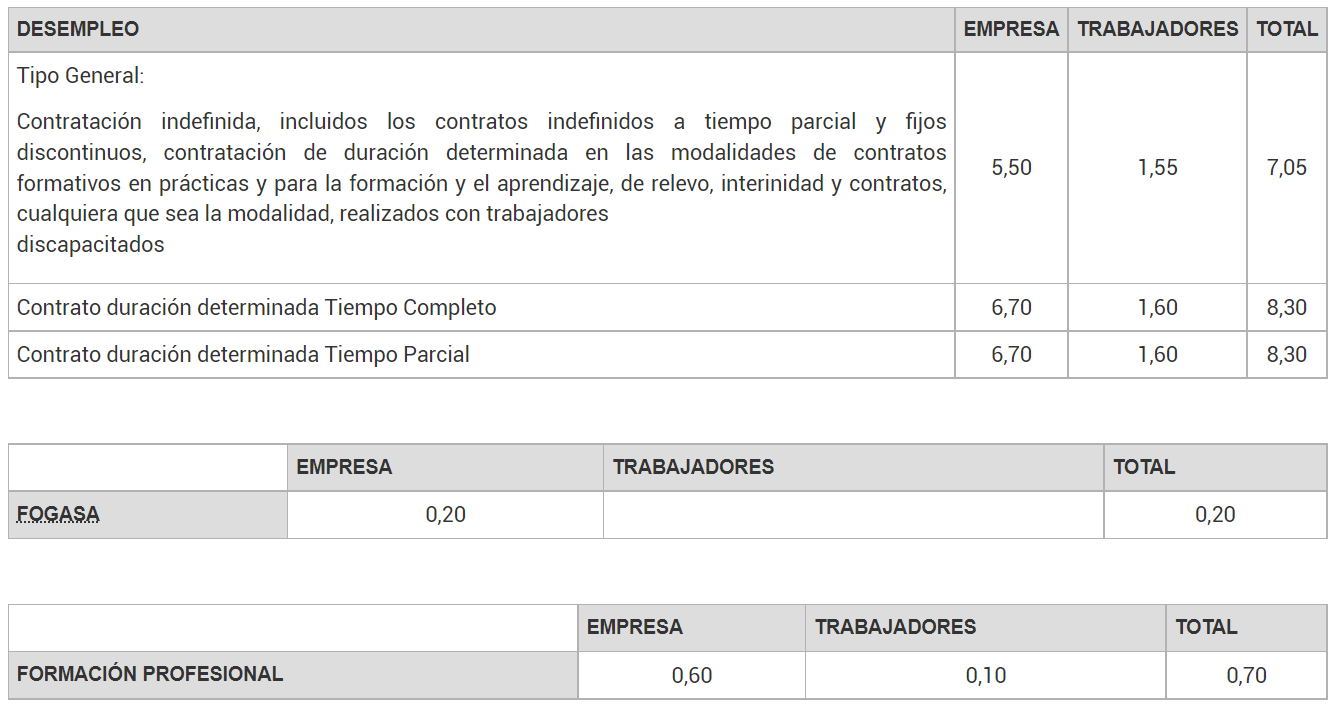 DESEMPLEO EMPRESA TRABAJADORES TOTAL
Tipo General:
Contratación indefinida, incluidos los contratos indefinidos a tiempo parcial y fijos
discontinuos, contratación de duración determinada en las modalidades de contratos
formativos en prácticas y para la formación y el aprendizaje, de relevo, interinidad y contratos,
cualquiera que sea la modalidad, realizados con trabajadores
discapacitados
5,50 1,55 7,05
Contrato duración determinada Tiempo Completo 6,70 1,60 8,30
Contrato duración determinada Tiempo Parcial 6,70 1,60 8,30
EMPRESA TRABAJADORES TOTAL
FOGASA 0,20 0,20
EMPRESA TRABAJADORES TOTAL
FORMACIÓN PROFESIONAL 0,60 0,10 0,70